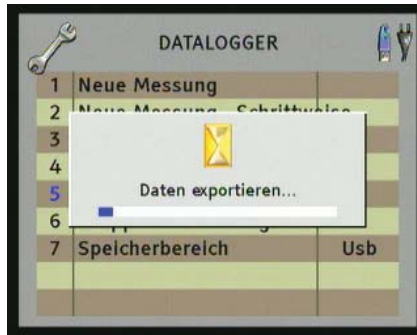 DATALOGGER
1 Neue Messung
2
3
4
Daten exportieren...
5
6
7 Speicherbereich Usb